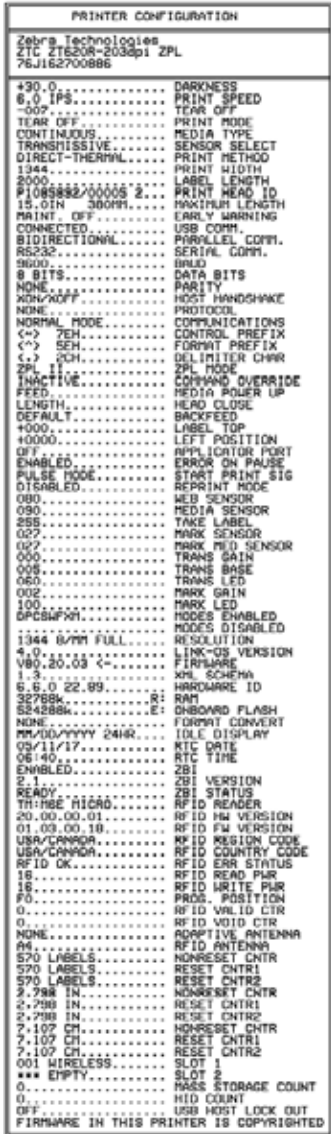 PRINTER CONFIGURATION
Zebra Technologies
ZTC ZT620R-203dpi ZPL
76J162700886
+30.0............... DARKNESS
6.0 IPS............. PRINT SPEED
-007................ TEAR OFF
TEAR OFF............ PRINT MODE
CONTINUOUS.......... MEDIA TYPE
TRANSMISSIVE........ SENSOR SELECT
DIRECT-THERMAL...... PRINT METHOD
1344................ PRINT WIDTH
2000................ LABEL LENGTH
P1085892/00005 2.... PRINT HEAD ID
15.0IN 380MM..... MAXIMUM LENGTH
MAINT. OFF.......... EARLY WARNING
CONNECTED........... USB COMM.
BIDIRECTIONAL....... PARALLEL COMM.
RS232............... SERIAL COMM.
9600................ BAUD
8 BITS.............. DATA BITS
NONE................ PARITY
XON/XOFF............ HOST HANDSHAKE
NONE................ PROTOCOL
NORMAL MODE......... COMMUNICATIONS
<~> 7EH........... CONTROL PREFIX
<^> 5EH........... FORMAT PREFIX
<,> 2CH........... DELIMITER CHAR
ZPL II.............. ZPL MODE
INACTIVE............ COMMAND OVERRIDE
FEED................ MEDIA POWER UP
LENGTH.............. HEAD CLOSE
DEFAULT............. BACKFEED
+000................ LABEL TOP
+0000............... LEFT POSITION
OFF................. APPLICATOR PORT
ENABLED............. ERROR ON PAUSE
PULSE MODE.......... START PRINT SIG
DISABLED............ REPRINT MODE
080................. WEB SENSOR
090................. MEDIA SENSOR
255................. TAKE LABEL
027................. MARK SENSOR
027................. MARK MED SENSOR
000................. TRANS GAIN
005................. TRANS BASE
060................. TRANS LED
002................. MARK GAIN
100................. MARK LED
DPCSWFXM............ MODES ENABLED
.................... MODES DISABLED
1344 8/MM FULL...... RESOLUTION
4.0................. LINK-OS VERSION
V80.20.03 <-........ FIRMWARE
1.3................. XML SCHEMA
6.6.0 22.89......... HARDWARE ID
32768k............R: RAM
524288k...........E: ONBOARD FLASH
NONE................ FORMAT CONVERT
MM/DD/YYYY 24HR..... IDLE DISPLAY
05/11/17............ RTC DATE
06:40............... RTC TIME
ENABLED............. ZBI
2.1................. ZBI VERSION
READY............... ZBI STATUS
TM:M6E MICRO........ RFID READER
20.00.00.01......... RFID HW VERSION
01.03.00.18......... RFID FW VERSION
USA/CANADA.......... RFID REGION CODE
USA/CANADA.......... RFID COUNTRY CODE
RFID OK............. RFID ERR STATUS
16.................. RFID READ PWR
16.................. RFID WRITE PWR
F0.................. PROG. POSITION
0................... RFID VALID CTR
0................... RFID VOID CTR
NONE................ ADAPTIVE ANTENNA
A4.................. RFID ANTENNA
570 LABELS.......... NONRESET CNTR
570 LABELS.......... RESET CNTR1
570 LABELS.......... RESET CNTR2
2,798 IN............ NONRESET CNTR
2,798 IN............ RESET CNTR1
2,798 IN............ RESET CNTR2
7,107 CM............ NONRESET CNTR
7,107 CM............ RESET CNTR1
7,107 CM............ RESET CNTR2
001 WIRELESS........ SLOT 1
*** EMPTY........... SLOT 2
0................... MASS STORAGE COUNT
0................... HID COUNT
OFF................. USB HOST LOCK OUT
FIRMWARE IN THIS PRINTER IS COPYRIGHTED